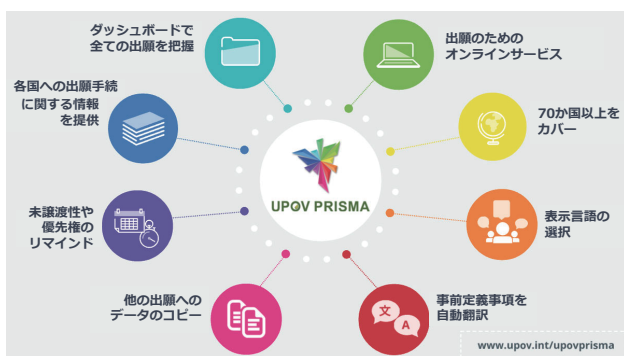 ダッシュボードで
全ての出願を把握
出願のための
オンラインサービス
各国への出願手続
に関する情報
を提供
70か国以上を
カバー
UPOV PRISMA
未譲渡性や
優先権の
リマインド
表示言語の
選択
他の出願への
データのコピー
事前定義事項を
自動翻訳
文
A
www.upov.int/upovprisma